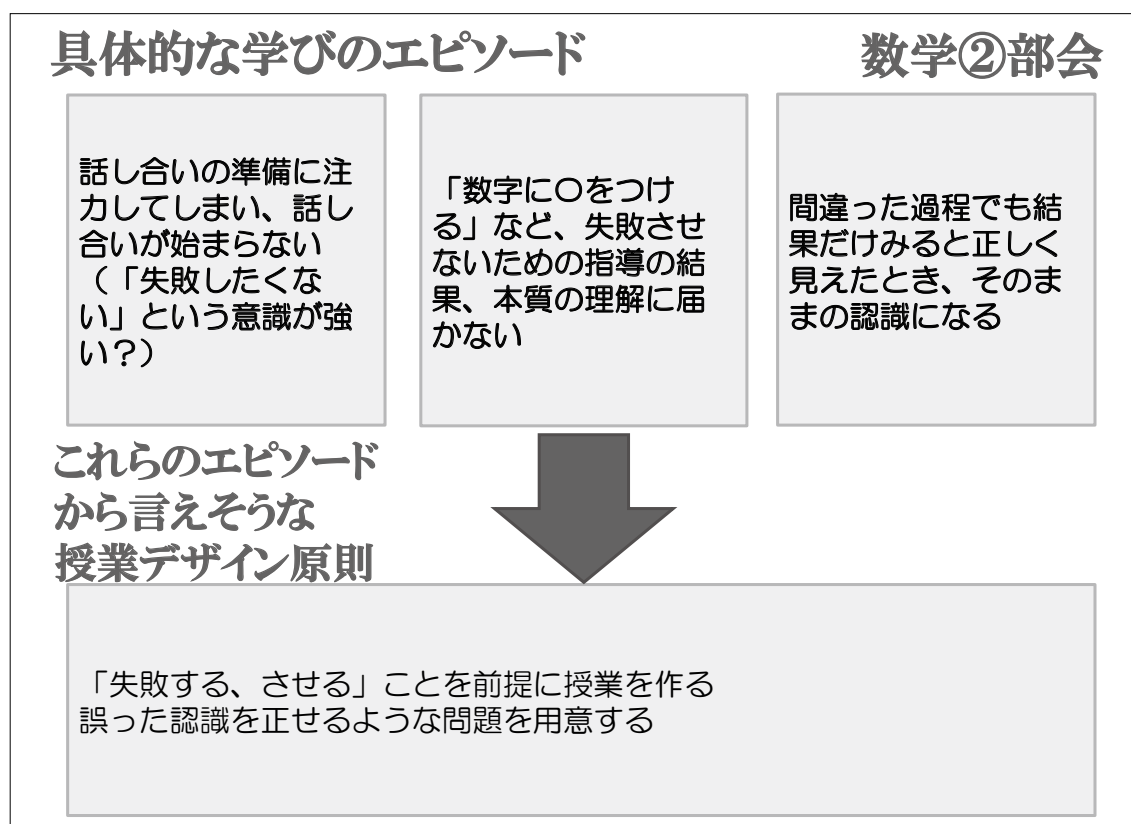 具体的な学びのエピソード
数学②部会
話し合いの準備に注
力してしまい、話し
合いが始まらない
（「失敗したくな
い」という意識が強
い？）
「数字に〇をつけ
る」など、失敗させ
ないための指導の結
果、本質の理解に届
かない
間違った過程でも結
果だけみると正しく
見えたとき、そのま
まの認識になる
これらのエピソード
から言えそうな
授業デザイン原則
「失敗する、させる」ことを前提に授業を作る
誤った認識を正せるような問題を用意する